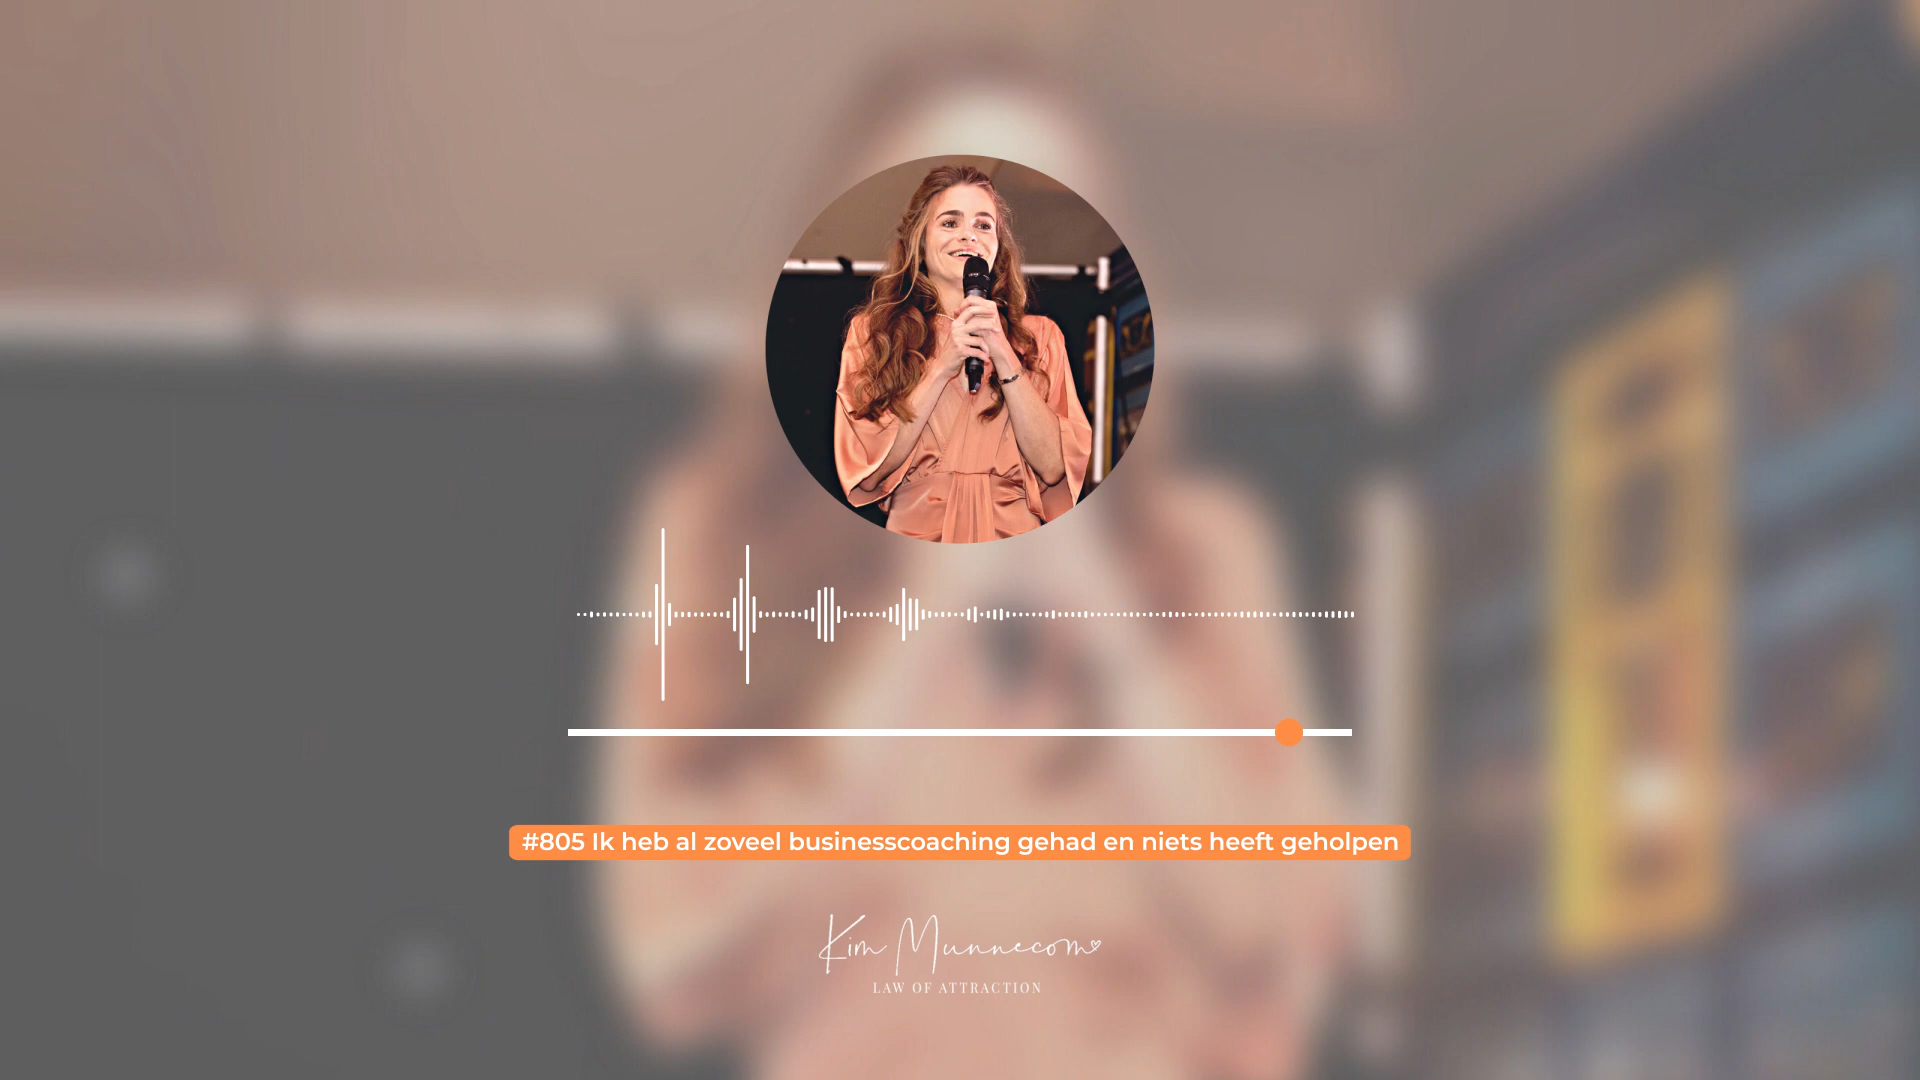 #805 Ik heb al zoveel businesscoaching gehad en niets heeft geholpen
Kim Munnecom
LAW OF ATTRACTION